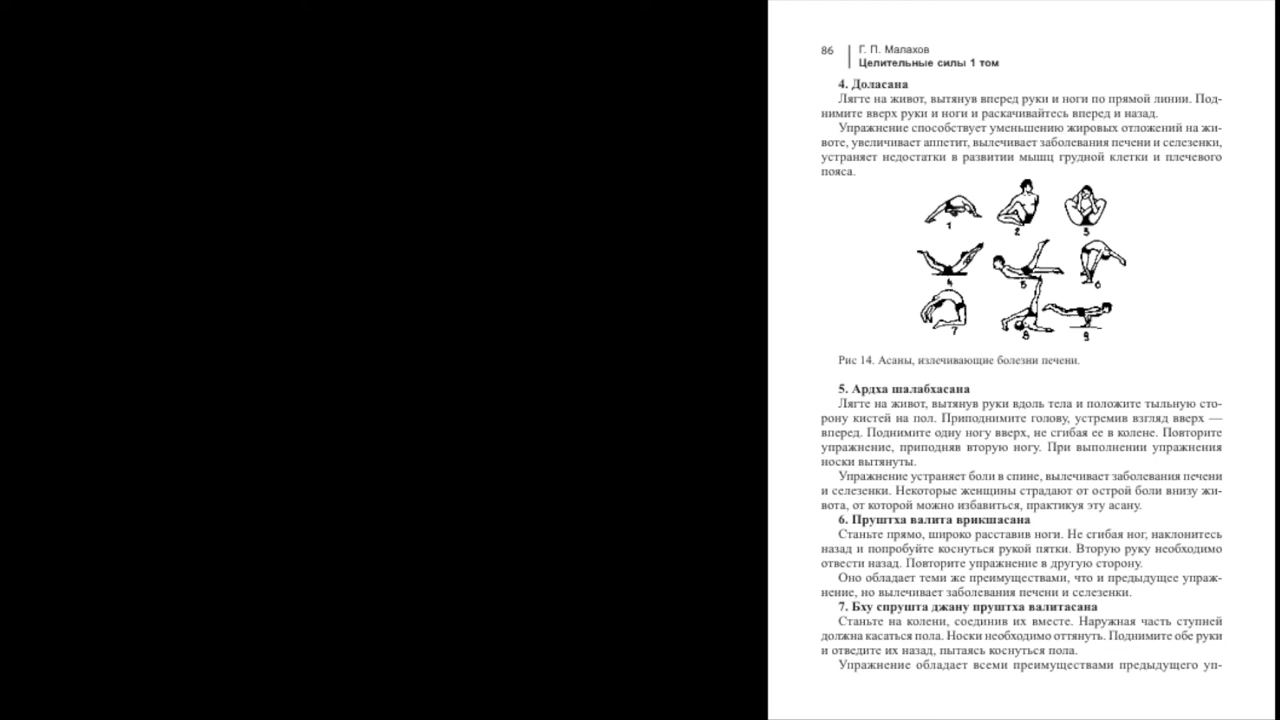 86
Г. П. Малахов
Целительные силы 1 том
4. Доласана
Лягте на живот, вытянув вперед руки и ноги по прямой линии. Под-
нимите вверх руки и ноги и раскачивайтесь вперед и назад.
Упражнение способствует уменьшению жировых отложений на жи-
воте, увеличивает аппетит, вылечивает заболевания печени и селезенки,
устраняет недостатки в развитии мышц грудной клетки и плечевого
пояса.
1
2
3
4
5
6
7
8
9
Рис 14. Асаны, излечивающие болезни печени.
5. Ардха шалабхасана
Лягте на живот, вытянув руки вдоль тела и положите тыльную сто-
рону кистей на пол. Приподнимите голову, устремив взгляд вверх —
вперед. Поднимите одну ногу вверх, не сгибая ее в колене. Повторите
упражнение, приподняв вторую ногу. При выполнении упражнения
носки вытянуты.
Упражнение устраняет боли в спине, вылечивает заболевания печени
и селезенки. Некоторые женщины страдают от острой боли внизу жи-
вота, от которой можно избавиться, практикуя эту асану.
6. Пруштха валита врикшасана
Станьте прямо, широко расставив ноги. Не сгибая ног, наклонитесь
назад и попробуйте коснуться рукой пятки. Вторую руку необходимо
отвести назад. Повторите упражнение в другую сторону.
Оно обладает теми же преимуществами, что и предыдущее упраж-
нение, но вылечивает заболевания печени и селезенки.
7. Бху спрушта джану пруштха валитасана
Станьте на колени, соединив их вместе. Наружная часть ступней
должна касаться пола. Носки необходимо оттянуть. Поднимите обе руки
и отведите их назад, пытаясь коснуться пола.
Упражнение обладает всеми преимуществами предыдущего уп-